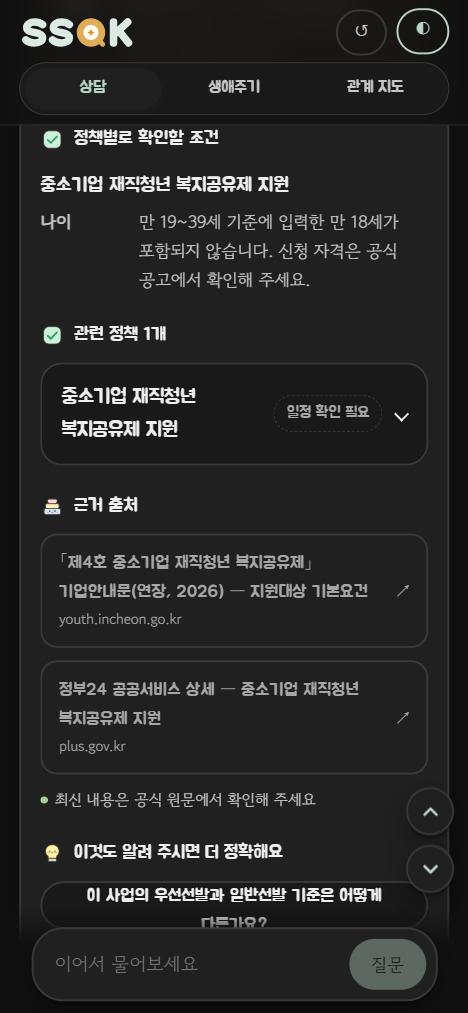 SSOK
상담
생애주기
관계 지도
정책별로 확인할 조건
중소기업 재직청년 복지공유제 지원
나이
만 19~39세 기준에 입력한 만 18세가
포함되지 않습니다. 신청 자격은 공식
공고에서 확인해 주세요.
관련 정책 1개
중소기업 재직청년
복지공유제 지원
일정 확인 필요
근거 출처
「제4호 중소기업 재직청년 복지공유제」
기업안내문(연장, 2026) — 지원대상 기본요건
youth.incheon.go.kr
정부24 공공서비스 상세 — 중소기업 재직청년
복지공유제 지원
plus.gov.kr
최신 내용은 공식 원문에서 확인해 주세요
이것도 알려 주시면 더 정확해요
이 사업의 우선선발과 일반선발 기준은 어떻게
다른가요?
이어서 물어보세요
질문